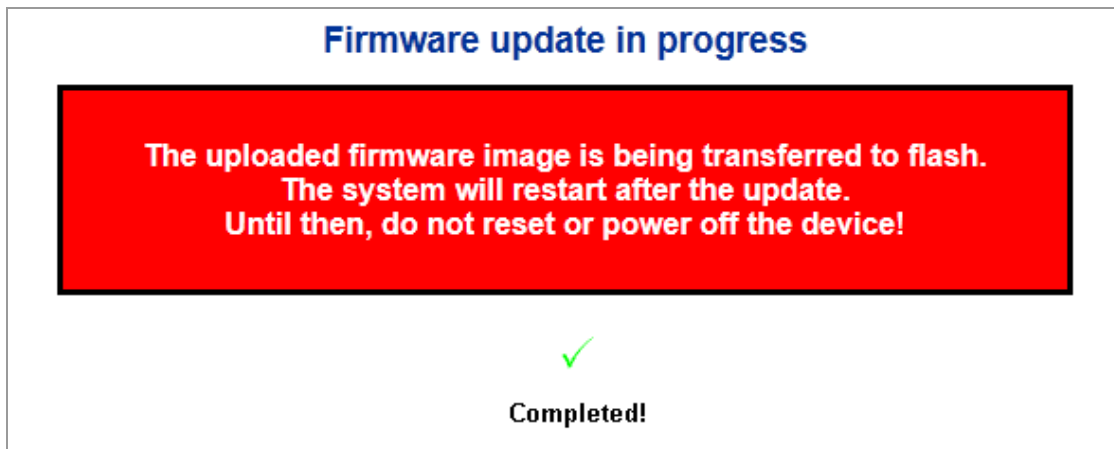 Firmware update in progress
The uploaded firmware image is being transferred to flash.
The system will restart after the update.
Until then, do not reset or power off the device!
Completed!